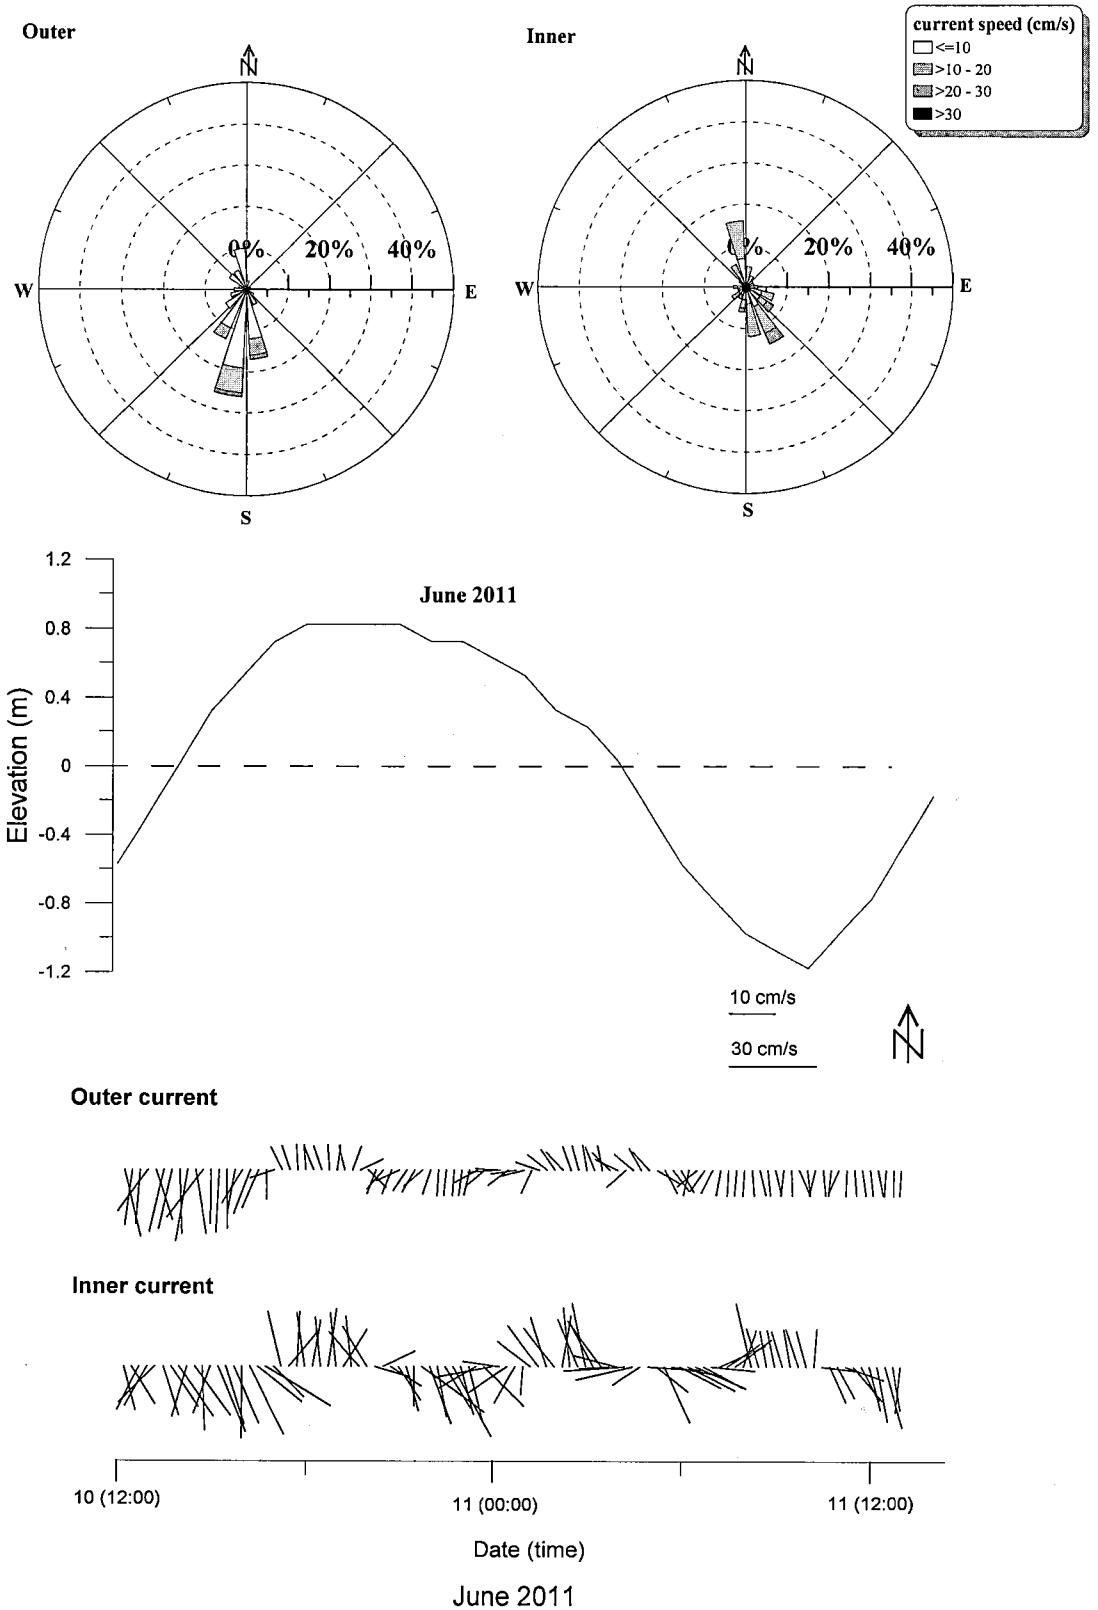 Outer
Inner
current speed (cm/s)
<=10
>10 - 20
>20 - 30
>30
N
N
0% 20% 40%
0% 20% 40%
W
E
W
E
S
S
1.2
0.8
0.4
0
-0.4
-0.8
-1.2
Elevation (m)
June 2011
10 cm/s
30 cm/s
N
Outer current
Inner current
10 (12:00)
11 (00:00)
11 (12:00)
Date (time)
June 2011